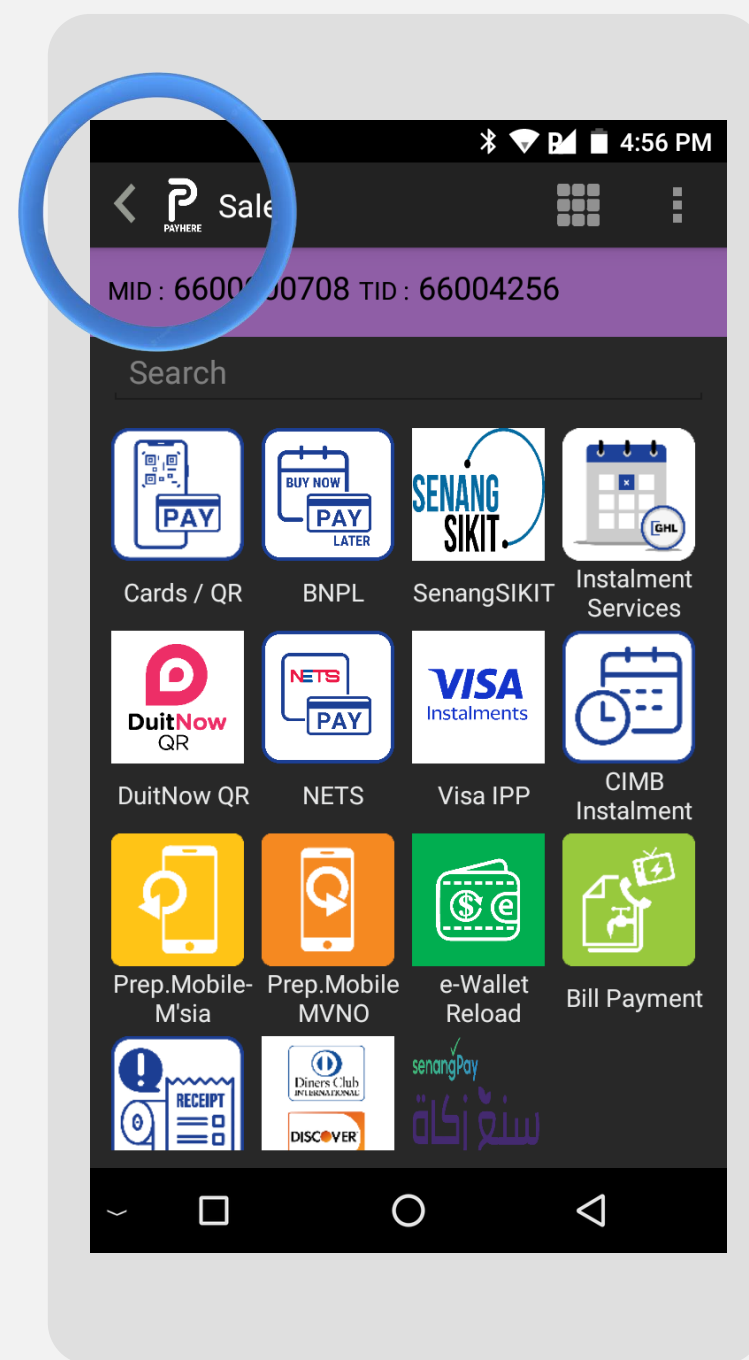 4:56 PM
PAYHERE
Sale
MID : 6600 00708 TID : 66004256
Search
PAY
BUY NOW
PAY
LATER
SENANG
SIKIT.
GHL
Cards / QR
BNPL
SenangSIKIT
Instalment
Services
DuitNow
QR
NETS
PAY
VISA
Instalments
DuitNow QR
NETS
Visa IPP
CIMB
Instalment
Prep.Mobile-
M'sia
Prep.Mobile
MVNO
e-Wallet
Reload
Bill Payment
RECEIPT
Diners Club
INTERNATIONAL
DISCOVER
senangPay
سنڠ زكاة